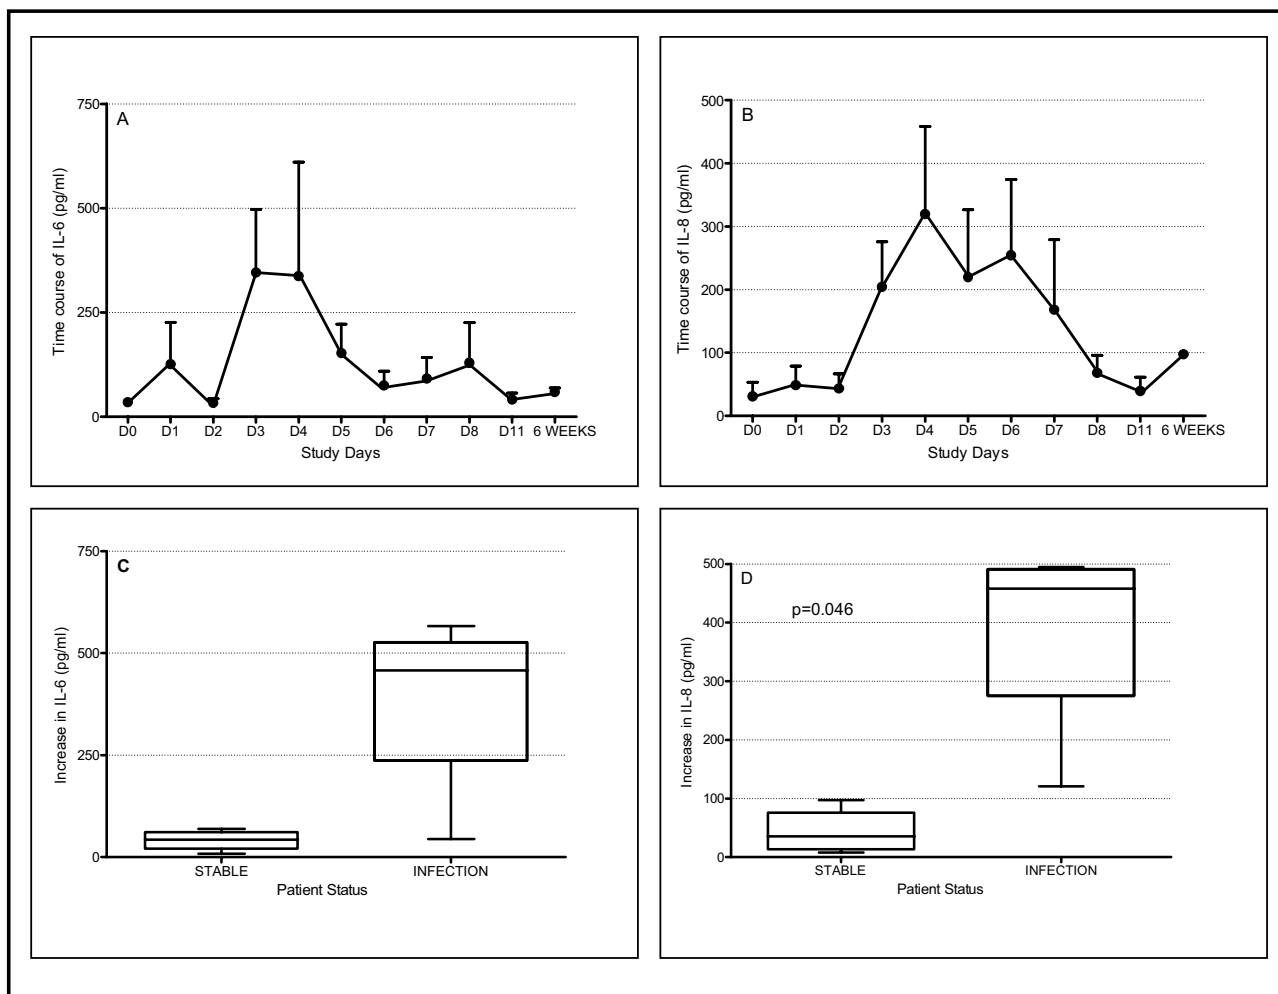 A
Time course of IL-6 (pg/ml)
750
500
250
0
D0 D1 D2 D3 D4 D5 D6 D7 D8 D11 6 WEEKS
Study Days
B
Time course of IL-8 (pg/ml)
500
400
300
200
100
0
D0 D1 D2 D3 D4 D5 D6 D7 D8 D11 6 WEEKS
Study Days
C
Increase in IL-6 (pg/ml)
750
500
250
0
STABLE INFECTION
Patient Status
D
p=0.046
Increase in IL-8 (pg/ml)
500
400
300
200
100
0
STABLE INFECTION
Patient Status